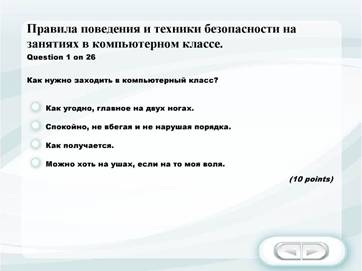 Правила поведения и техники безопасности на
занятиях в компьютерном классе.
Question 1 on 26
Как нужно заходить в компьютерный класс?
Как угодно, главное на двух ногах.
Спокойно, не вбегая и не нарушая порядка.
Как получается.
Можно хоть на ушах, если на то моя воля.
(10 points)